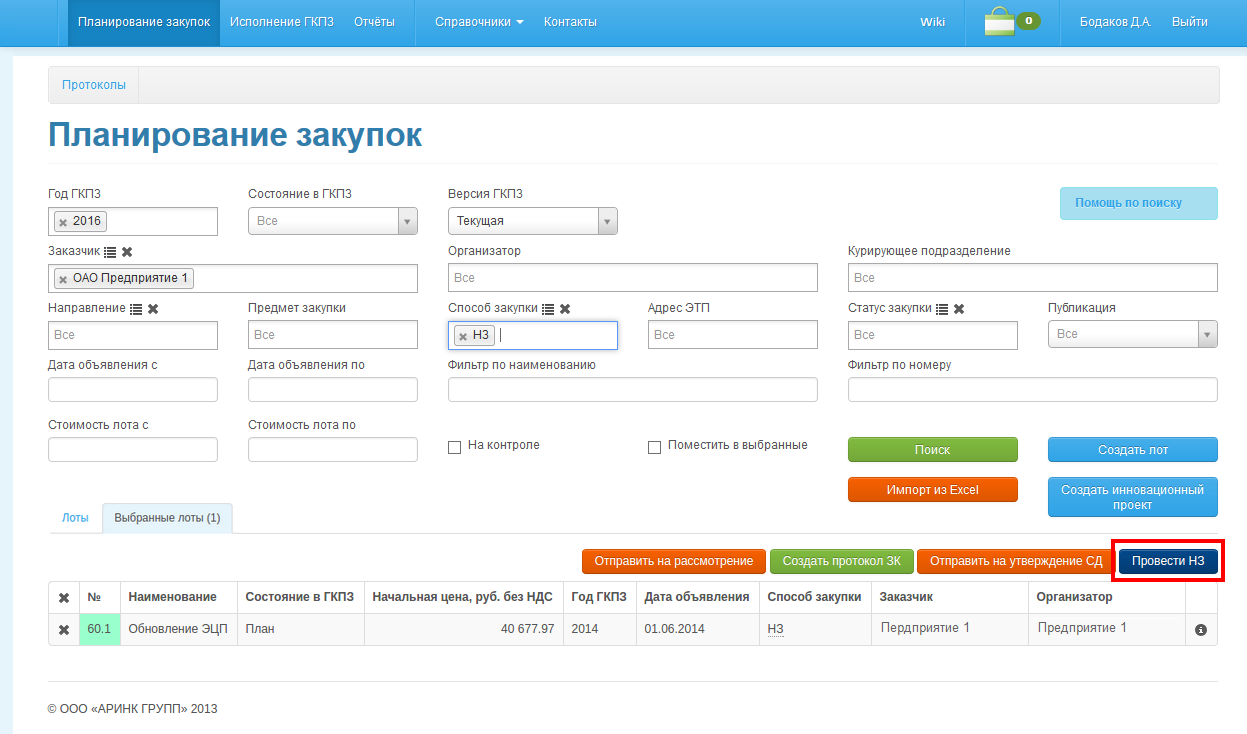 Планирование закупок Исполнение ГКПЗ Отчёты Справочники Контакты Wiki 0 Бодаков Д.А. Выйти
Протоколы
Планирование закупок
Год ГКПЗ Состояние в ГКПЗ Версия ГКПЗ
2016 Все Текущая Помощь по поиску
Заказчик Организатор Курирующее подразделение
ОАО Предприятие 1 Все Все
Направление Предмет закупки Способ закупки Адрес ЭТП Статус закупки Публикация
Все Все НЗ Все Все Все
Дата объявления с Дата объявления по Фильтр по наименованию Фильтр по номеру
Стоимость лота с Стоимость лота по
На контроле Поместить в выбранные Поиск Создать лот
Импорт из Excel Создать инновационный
проект
Лоты Выбранные лоты (1)
Отправить на рассмотрение Создать протокол ЗК Отправить на утверждение СД Провести НЗ
№ Наименование Состояние в ГКПЗ Начальная цена, руб. без НДС Год ГКПЗ Дата объявления Способ закупки Заказчик Организатор
60.1 Обновление ЭЦП План 40 677.97 2014 01.06.2014 НЗ Пердприятие 1 Предприятие 1
© ООО «АРИНК ГРУПП» 2013